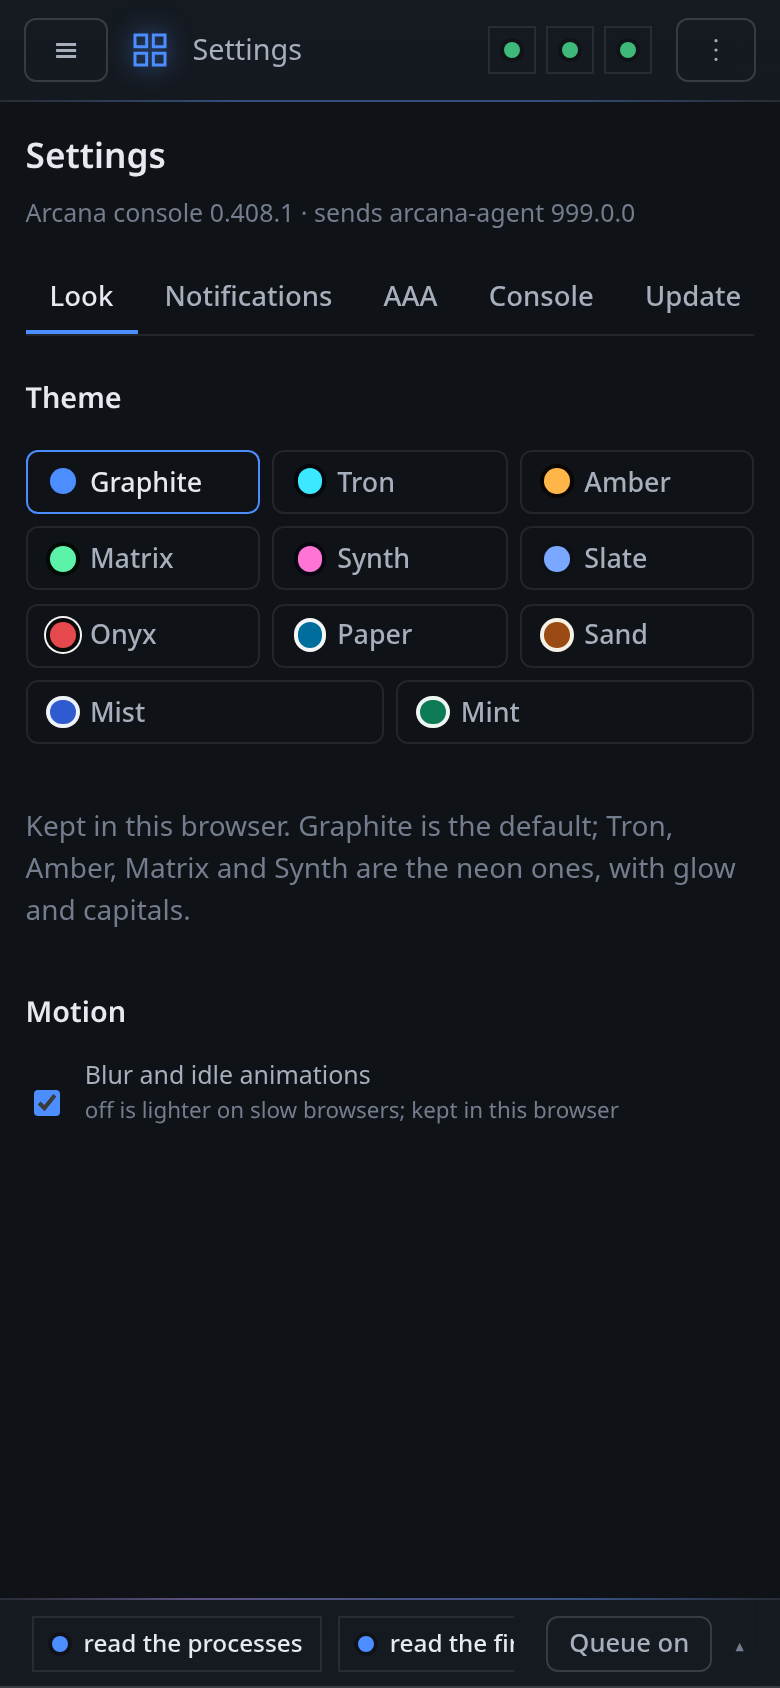 Settings
Settings
Arcana console 0.408.1 · sends arcana-agent 999.0.0
Look Notifications AAA Console Update
Theme
Graphite Tron Amber
Matrix Synth Slate
Onyx Paper Sand
Mist Mint
Kept in this browser. Graphite is the default; Tron,
Amber, Matrix and Synth are the neon ones, with glow
and capitals.
Motion
Blur and idle animations
off is lighter on slow browsers; kept in this browser
read the processes read the Queue on